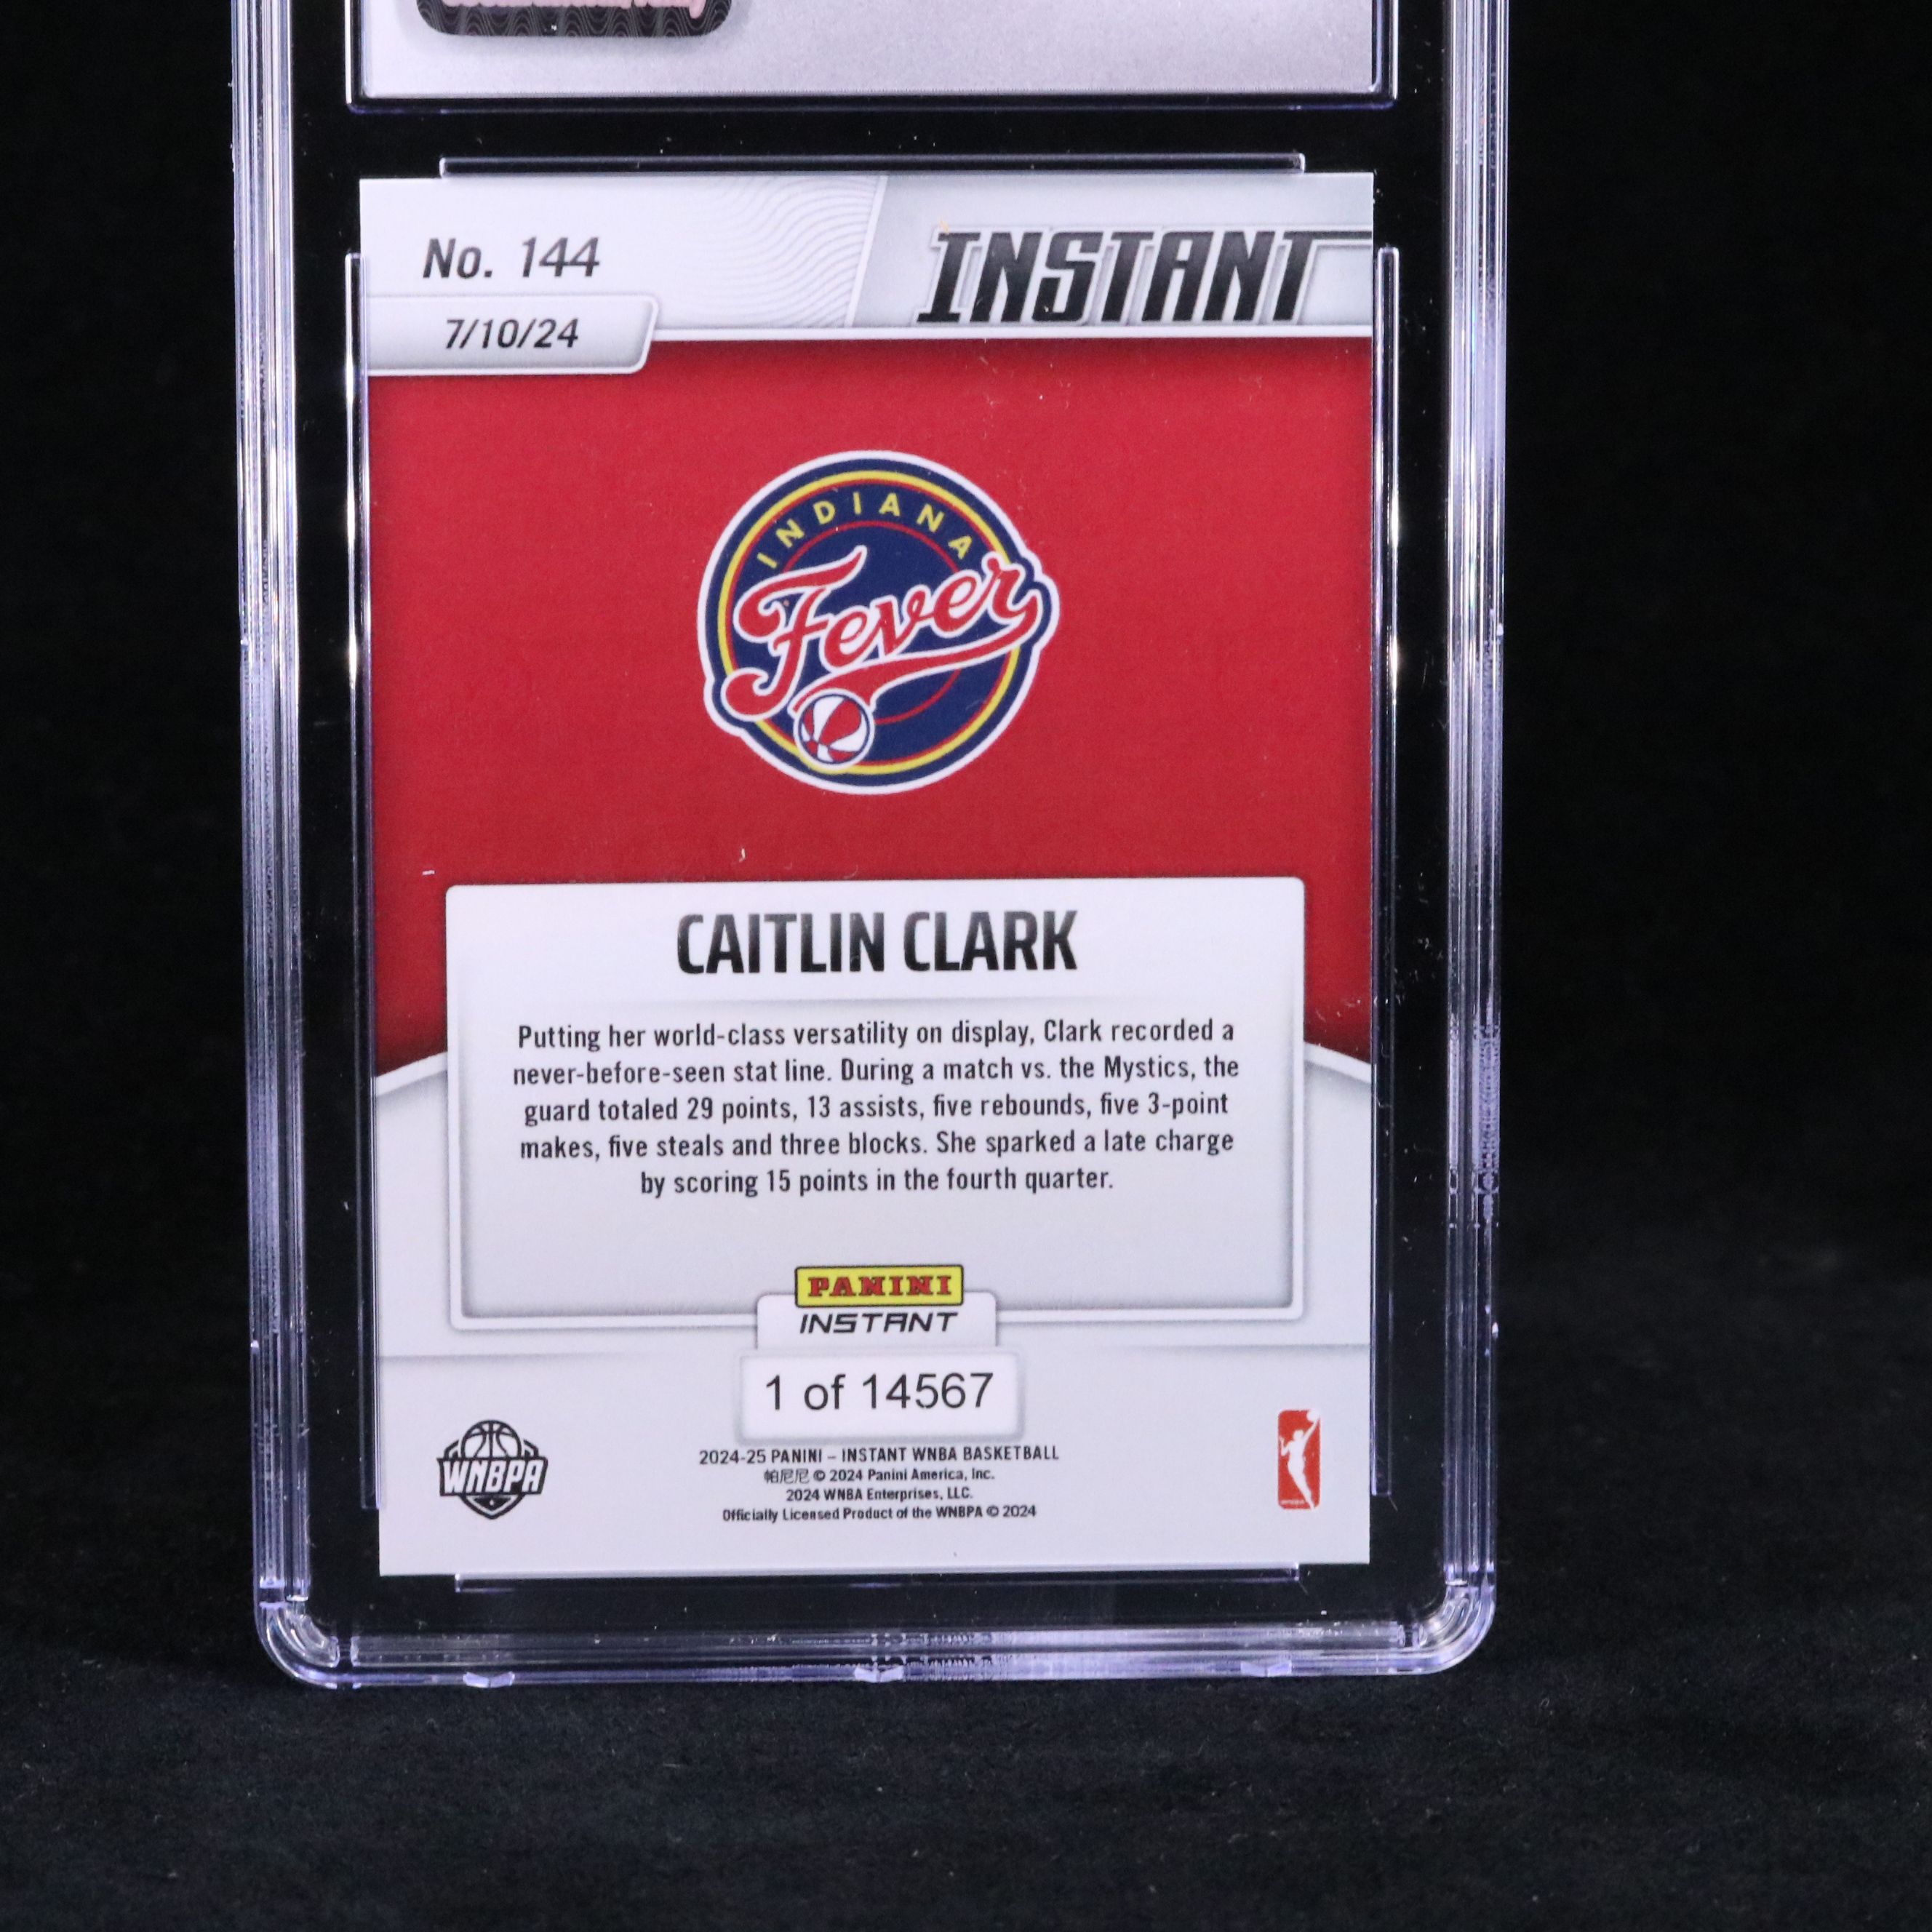 No. 144
INSTANT
7/10/24
INDIANA
Fever
CAITLIN CLARK
Putting her world-class versatility on display, Clark recorded a
never-before-seen stat line. During a match vs. the Mystics, the
guard totaled 29 points, 13 assists, five rebounds, five 3-point
makes, five steals and three blocks. She sparked a late charge
by scoring 15 points in the fourth quarter.
PANINI
INSTANT
1 of 14567
WNBPA
2024-25 PANINI – INSTANT WNBA BASKETBALL
帕尼尼 © 2024 Panini America, Inc.
2024 WNBA Enterprises, LLC.
Officially Licensed Product of the WNBPA © 2024